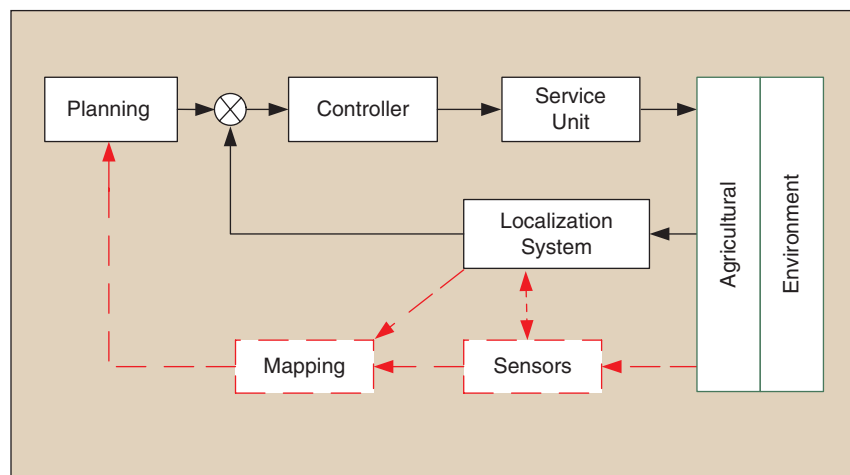 Planning
Controller
Service
Unit
Localization
System
Agricultural
Environment
Mapping
Sensors